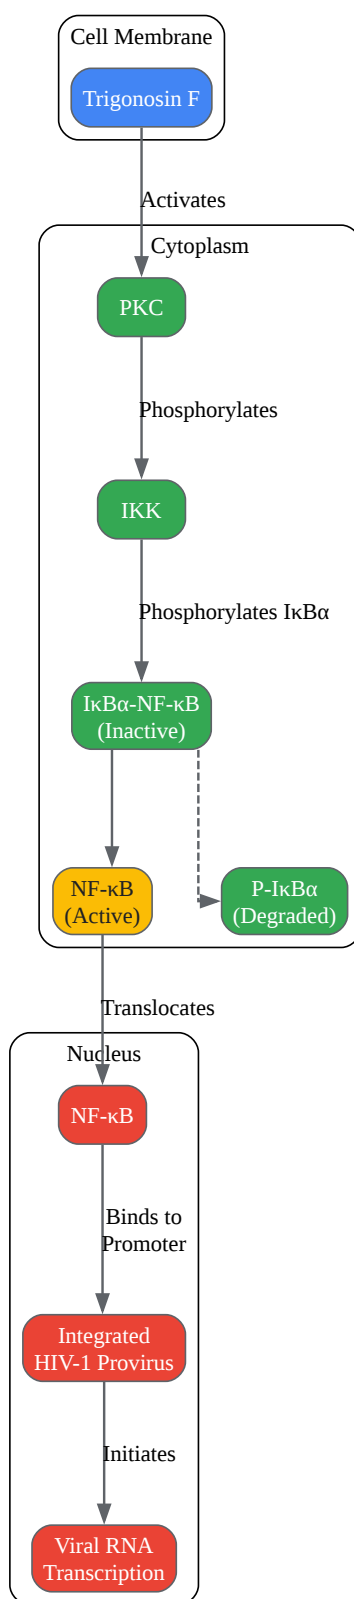 Cell Membrane
Trigonosin F
Activates
Cytoplasm
PKC
Phosphorylates
IKK
Phosphorylates IκBα
IκBα-NF-κB
(Inactive)
NF-κB
(Active)
P-IκBα
(Degraded)
Translocates
Nucleus
NF-κB
Binds to
Promoter
Integrated
HIV-1 Provirus
Initiates
Viral RNA
Transcription